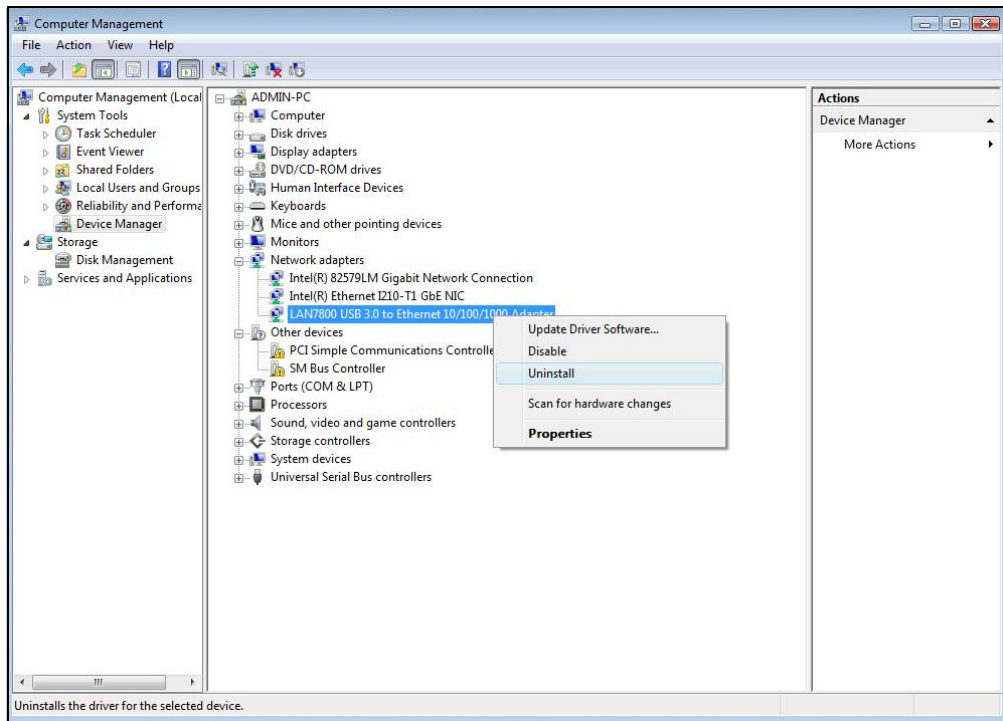 Computer Management
File Action View Help
Computer Management (Local
System Tools
Task Scheduler
Event Viewer
Shared Folders
Local Users and Groups
Reliability and Performa
Device Manager
Storage
Disk Management
Services and Applications
ADMIN-PC
Computer
Disk drives
Display adapters
DVD/CD-ROM drives
Human Interface Devices
Keyboards
Mice and other pointing devices
Monitors
Network adapters
Intel(R) 82579LM Gigabit Network Connection
Intel(R) Ethernet I210-T1 GbE NIC
LAN7800 USB 3.0 to Ethernet 10/100/1000 Adapter
Other devices
PCI Simple Communications Controlle
SM Bus Controller
Ports (COM & LPT)
Processors
Sound, video and game controllers
Storage controllers
System devices
Universal Serial Bus controllers
Update Driver Software...
Disable
Uninstall
Scan for hardware changes
Properties
Actions
Device Manager
More Actions
Uninstalls the driver for the selected device.